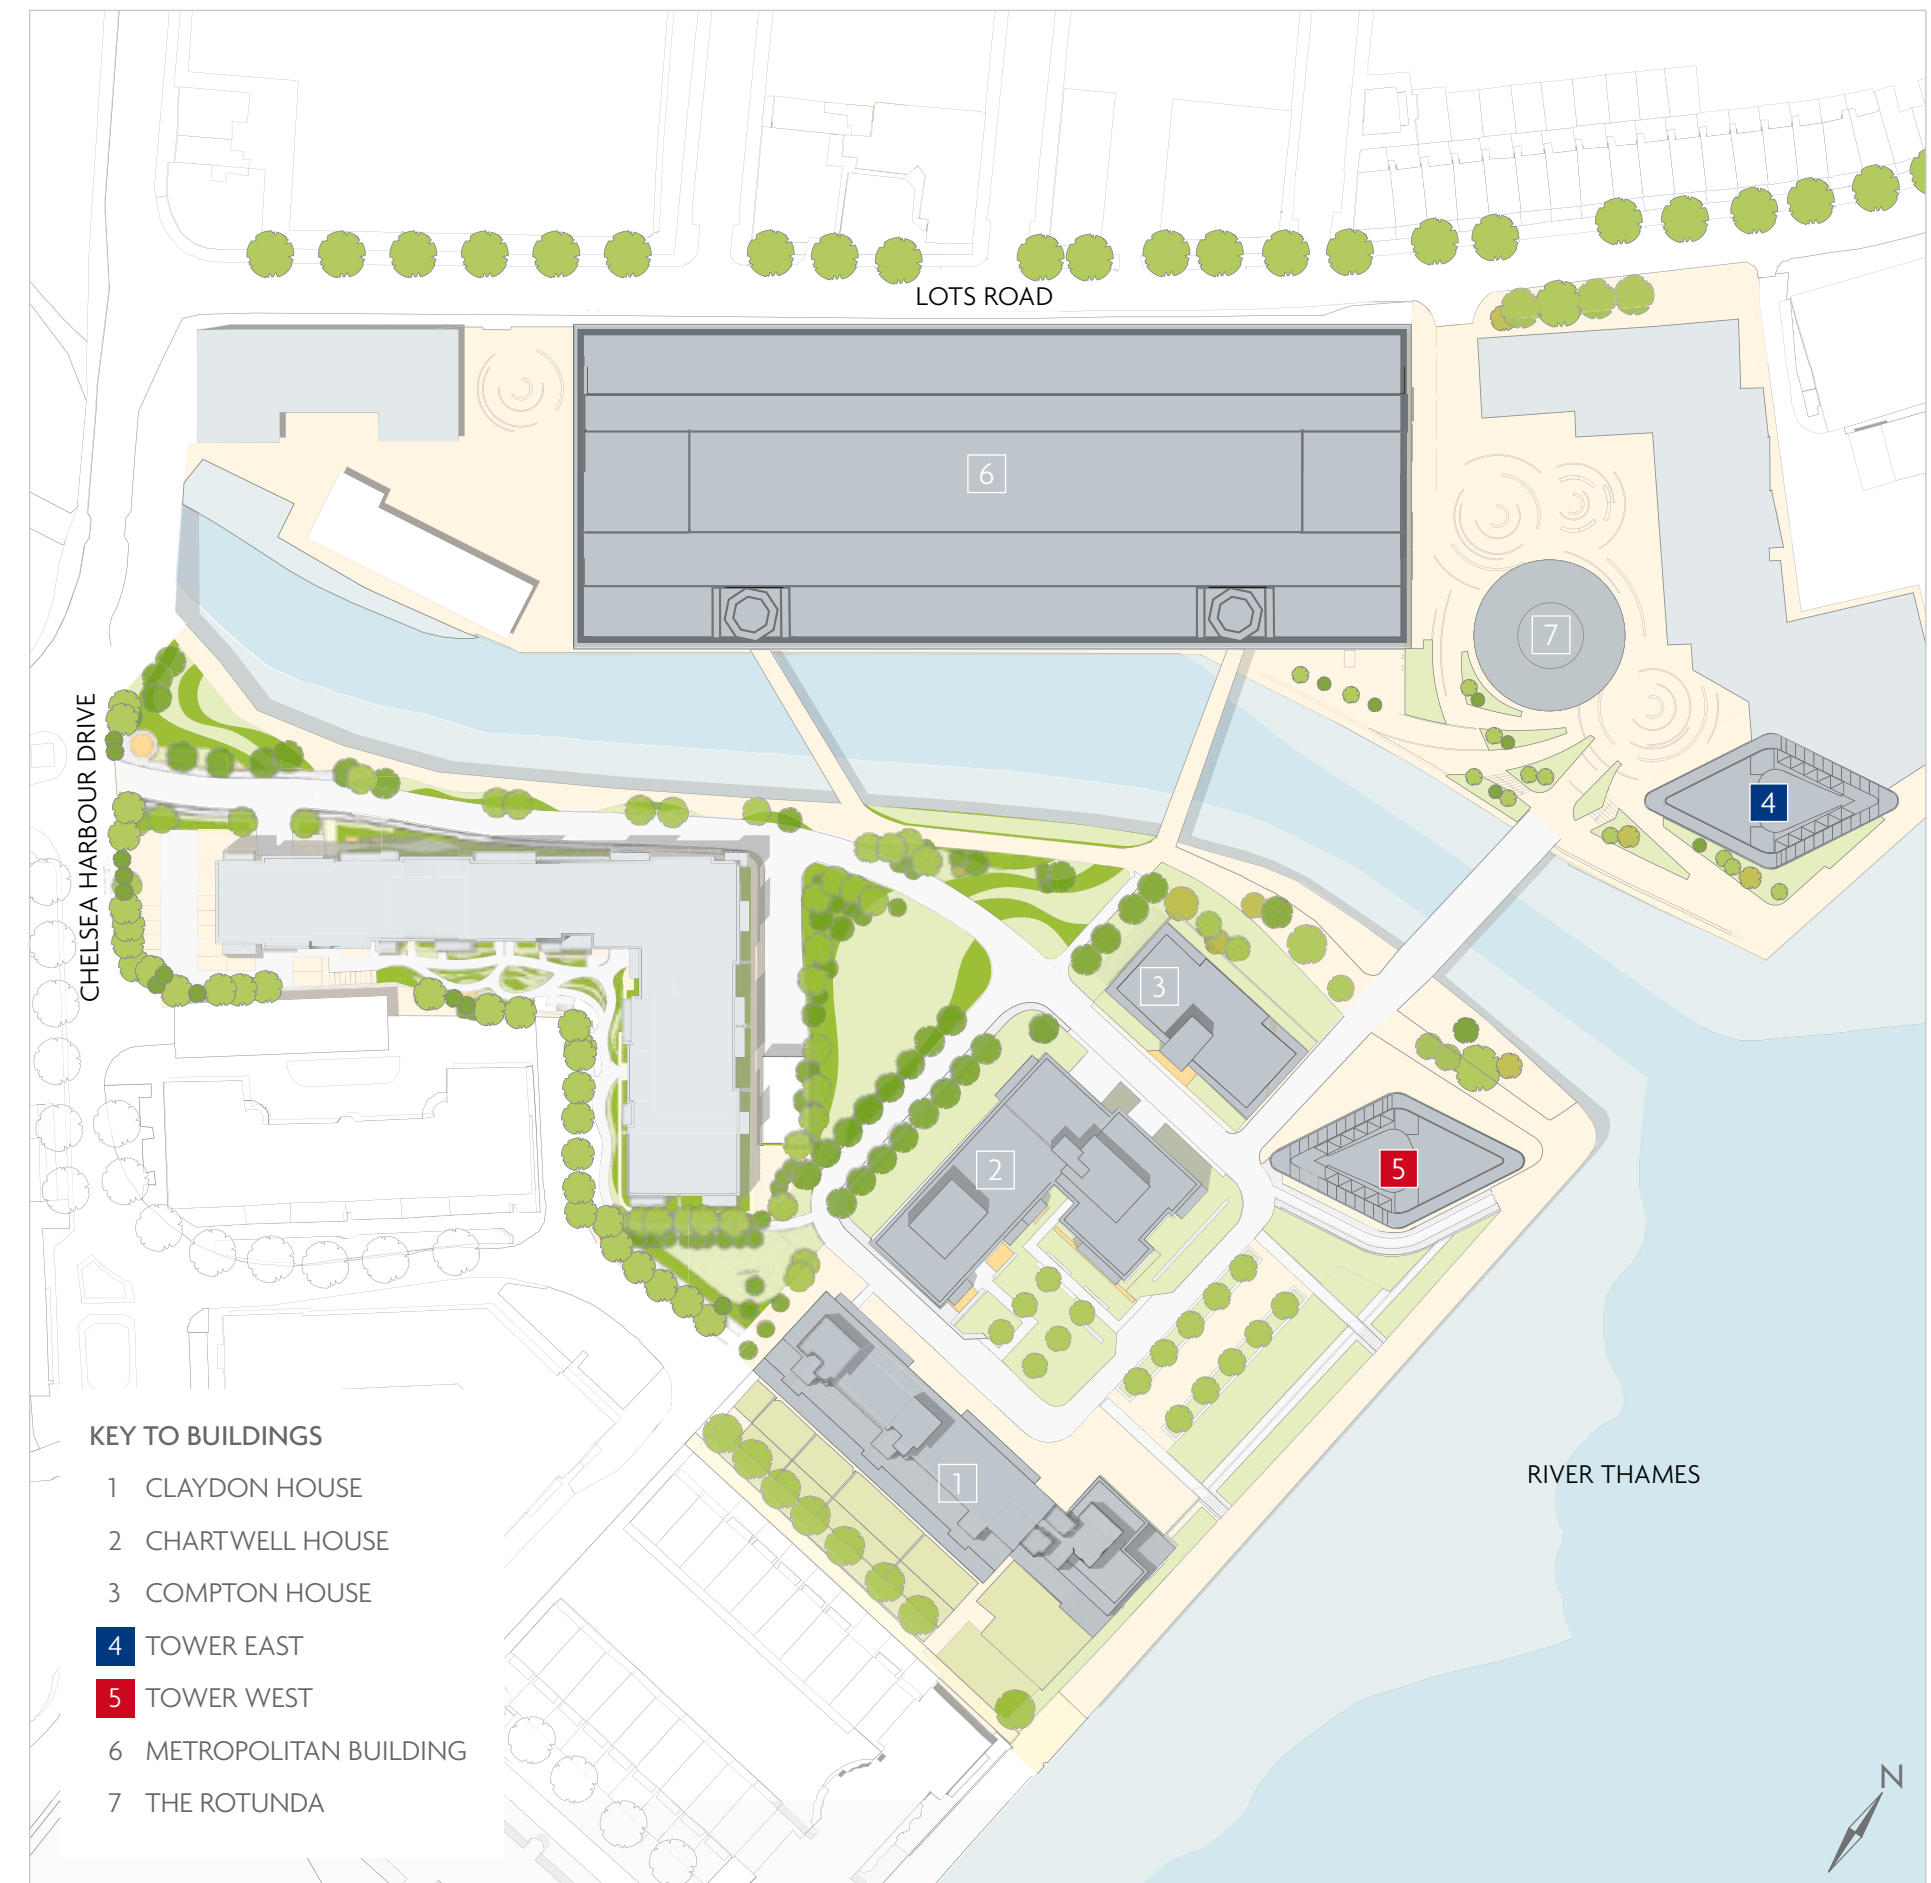 LOTS ROAD
6
7
CHELSEA HARBOUR DRIVE
4
3
5
2
1
RIVER THAMES
KEY TO BUILDINGS
1 CLAYDON HOUSE
2 CHARTWELL HOUSE
3 COMPTON HOUSE
4 TOWER EAST
5 TOWER WEST
6 METROPOLITAN BUILDING
7 THE ROTUNDA
N